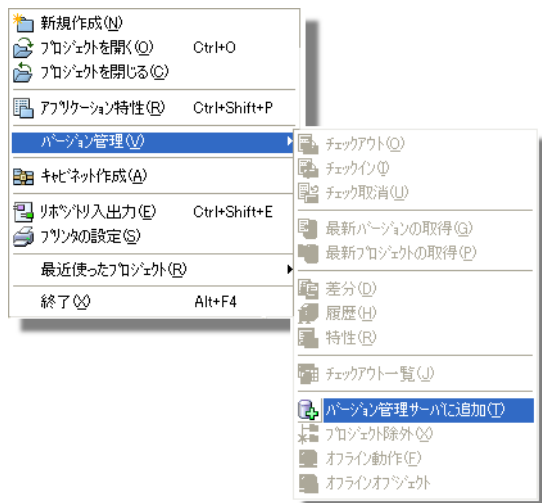 新規作成(N)
プロジェクトを開く(O) Ctrl+O
プロジェクトを閉じる(C)
アプリケーション特性(R) Ctrl+Shift+P
バージョン管理(V)
キャビネット作成(A)
リポジトリ入出力(E) Ctrl+Shift+E
プリンタの設定(S)
最近使ったプロジェクト(R)
終了(X) Alt+F4
チェックアウト(O)
チェックイン(I)
チェック取消(U)
最新バージョンの取得(G)
最新プロジェクトの取得(P)
差分(D)
履歴(H)
特性(R)
チェックアウト一覧(J)
バージョン管理サーバに追加(T)
プロジェクト除外(X)
オフライン動作(F)
オフラインオブジェクト